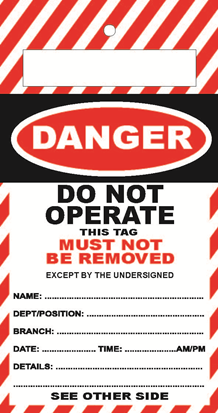 DANGER
DO NOT
OPERATE
THIS TAG
MUST NOT
BE REMOVED
EXCEPT BY THE UNDERSIGNED
NAME: ........................................................
DEPT/POSITION: ..........................................
BRANCH: ....................................................
DATE: ...................... TIME: ...................AM/PM
DETAILS: ....................................................
....................................................................
SEE OTHER SIDE